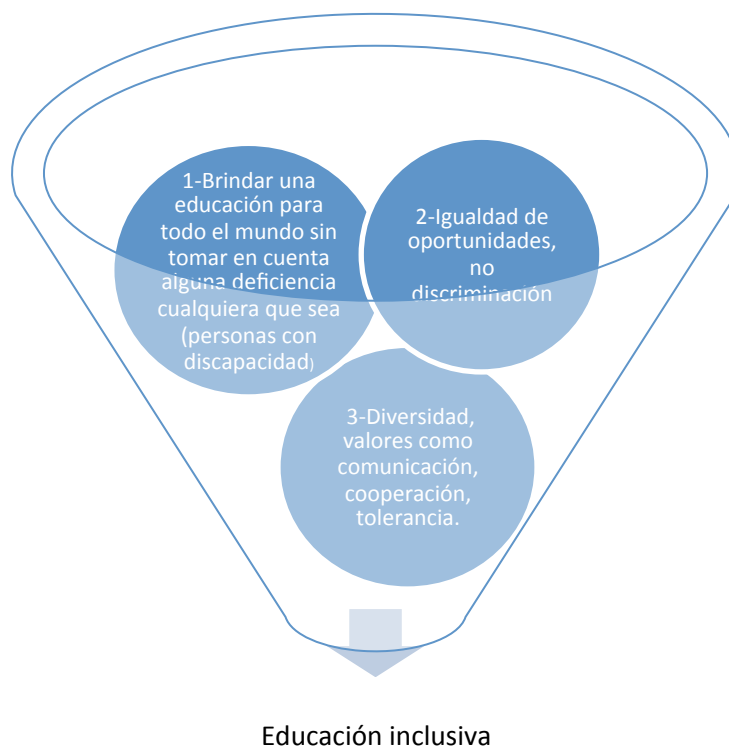 1-Brindar una
educación para
todo el mundo sin
tomar en cuenta
alguna deficiencia
cualquiera que sea
(personas con
discapacidad)
2-Igualdad de
oportunidades,
no
discriminación
3-Diversidad,
valores como
comunicación,
cooperación,
tolerancia.
Educación inclusiva